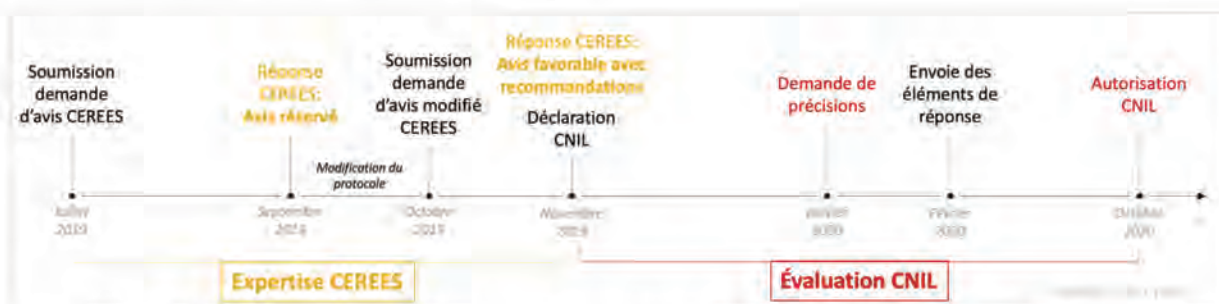 Soumission
demande
d'avis CEREES
Réponse
CEREES:
Avis réservé
Modification du
protocole
Soumission
demande
d'avis modifié
CEREES
Réponse CEREES:
Avis favorable avec
recommandations
Déclaration
CNIL
Demande de
précisions
Envoie des
éléments de
réponse
Autorisation
CNIL
Juillet
2019
Septembre
2019
Octobre
2019
Novembre
2019
2020
Février
2020
Octobre
2020
Expertise CEREES
Évaluation CNIL